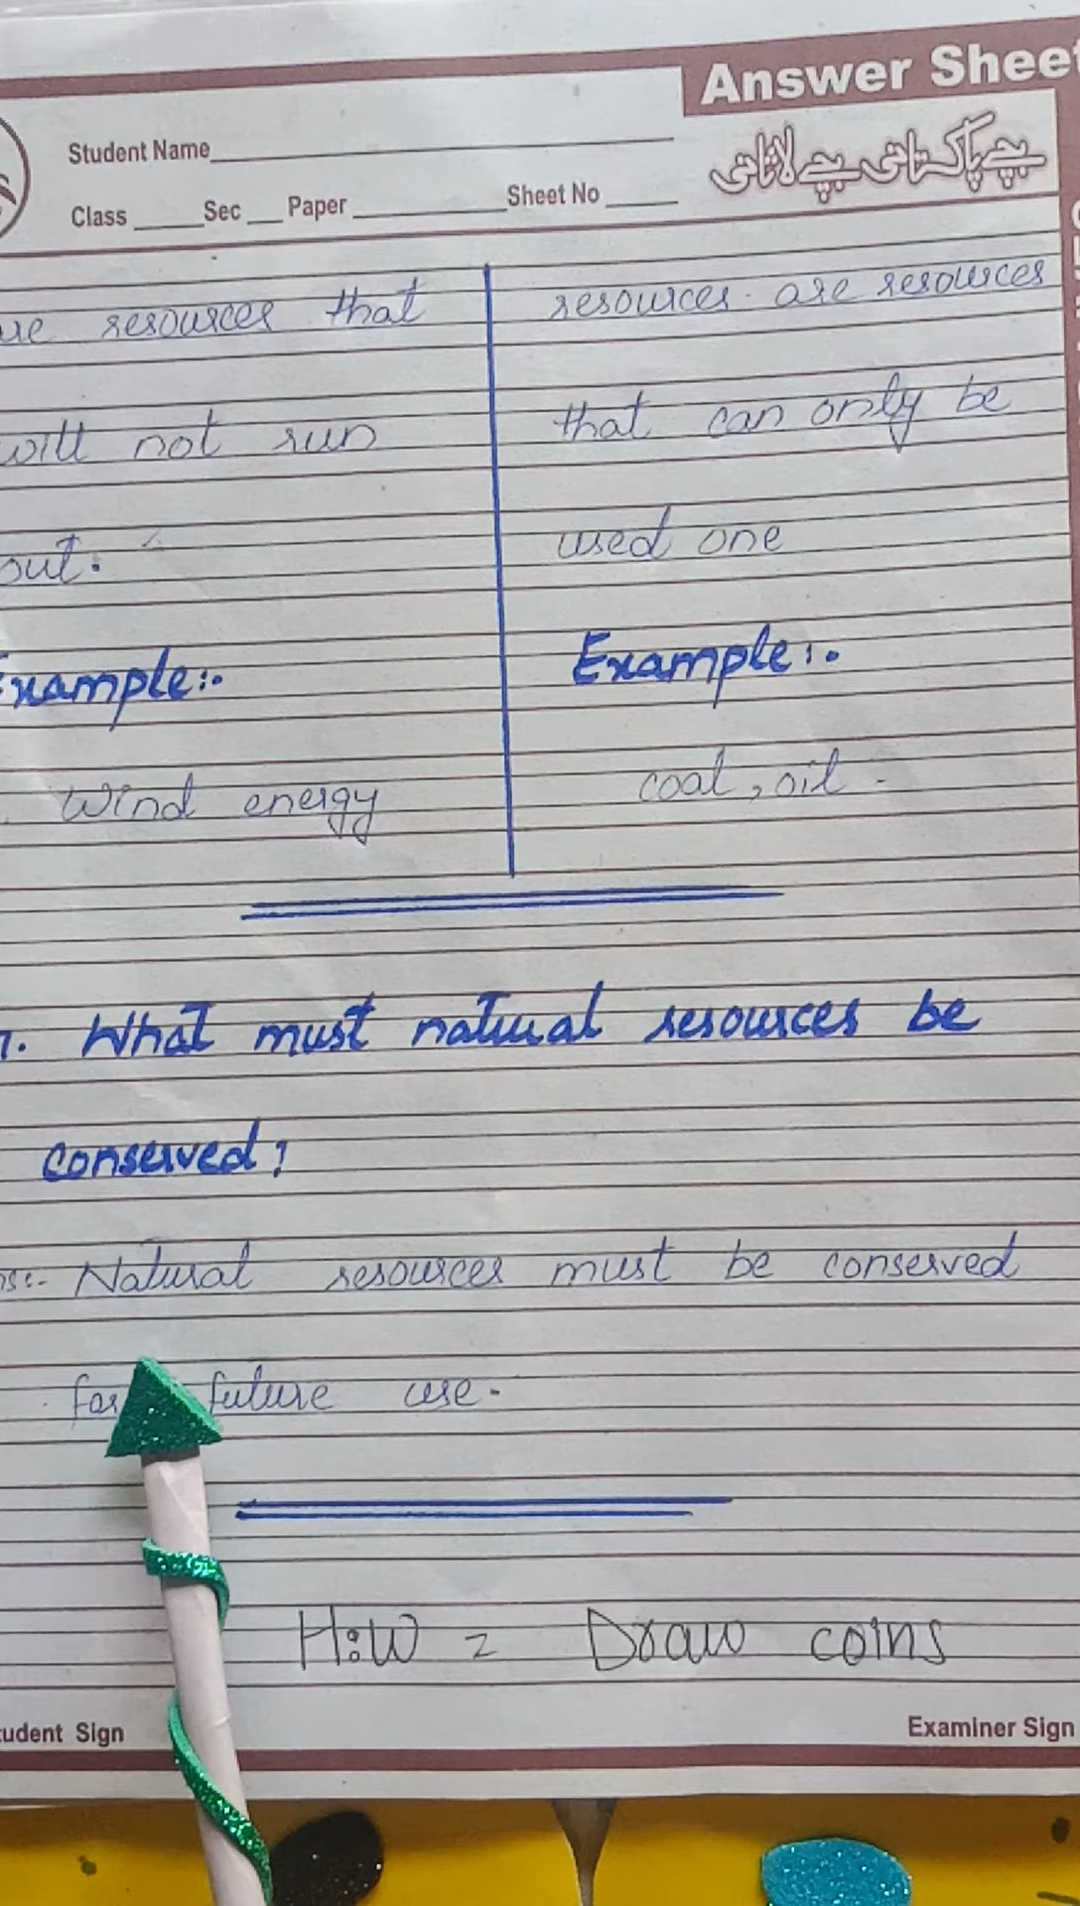 Answer Sheet
بچے پاکستانی بچے لاثانی
Student Name
Class Sec Paper Sheet No
resources that
will not run
out.
Example:.
Wind energy
resources. are resources
that can only be
used one
Example:.
coal, oil.
What must natural resources be
conserved?
Natural resources must be conserved
for future use.
H:W = Draw coins
Student Sign
Examiner Sign